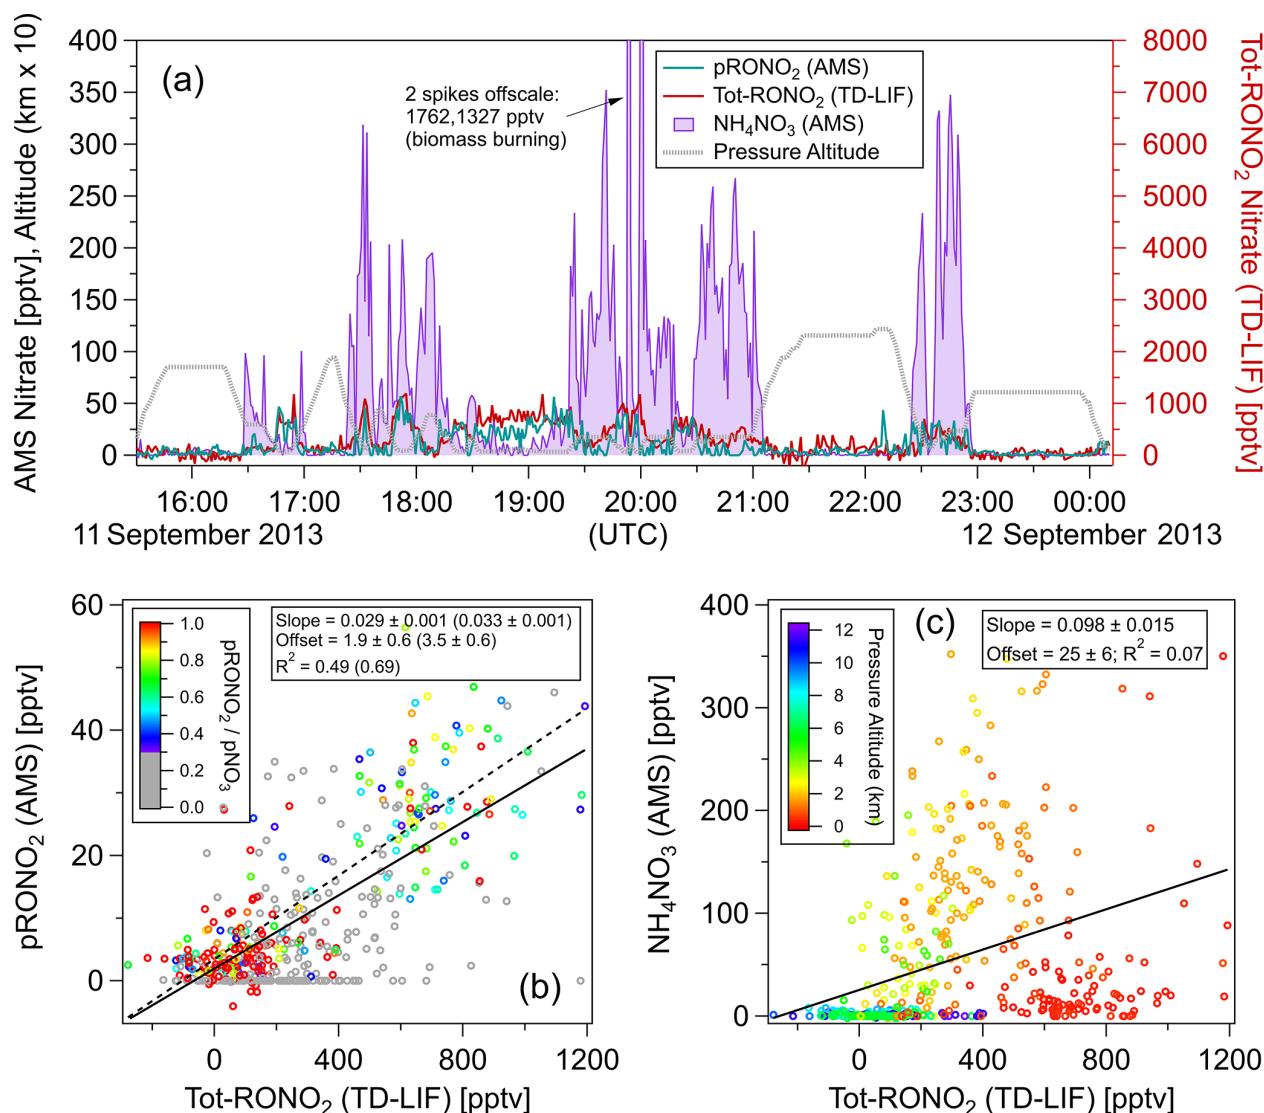 (a)
AMS Nitrate [pptv], Altitude (km x 10)
400
350
300
250
200
150
100
50
0
2 spikes offscale:
1762,1327 pptv
(biomass burning)
pRONO2 (AMS)
Tot-RONO2 (TD-LIF)
NH4NO3 (AMS)
Pressure Altitude
8000
7000
6000
5000
4000
3000
2000
1000
0
Tot-RONO2 Nitrate (TD-LIF) [pptv]
16:00 17:00 18:00 19:00 20:00 21:00 22:00 23:00 00:00
11 September 2013 (UTC) 12 September 2013
pRONO2 (AMS) [pptv]
60
40
20
0
1.0
0.8
0.6
0.4
0.2
0.0
pRONO2 / pNO3
Slope = 0.029 ± 0.001 (0.033 ± 0.001)
Offset = 1.9 ± 0.6 (3.5 ± 0.6)
R2 = 0.49 (0.69)
(b)
0 400 800 1200
Tot-RONO2 (TD-LIF) [pptv]
NH4NO3 (AMS) [pptv]
400
300
200
100
0
12
10
8
6
4
2
0
Pressure Altitude (km)
(c)
Slope = 0.098 ± 0.015
Offset = 25 ± 6; R2 = 0.07
0 400 800 1200
Tot-RONO2 (TD-LIF) [pptv]